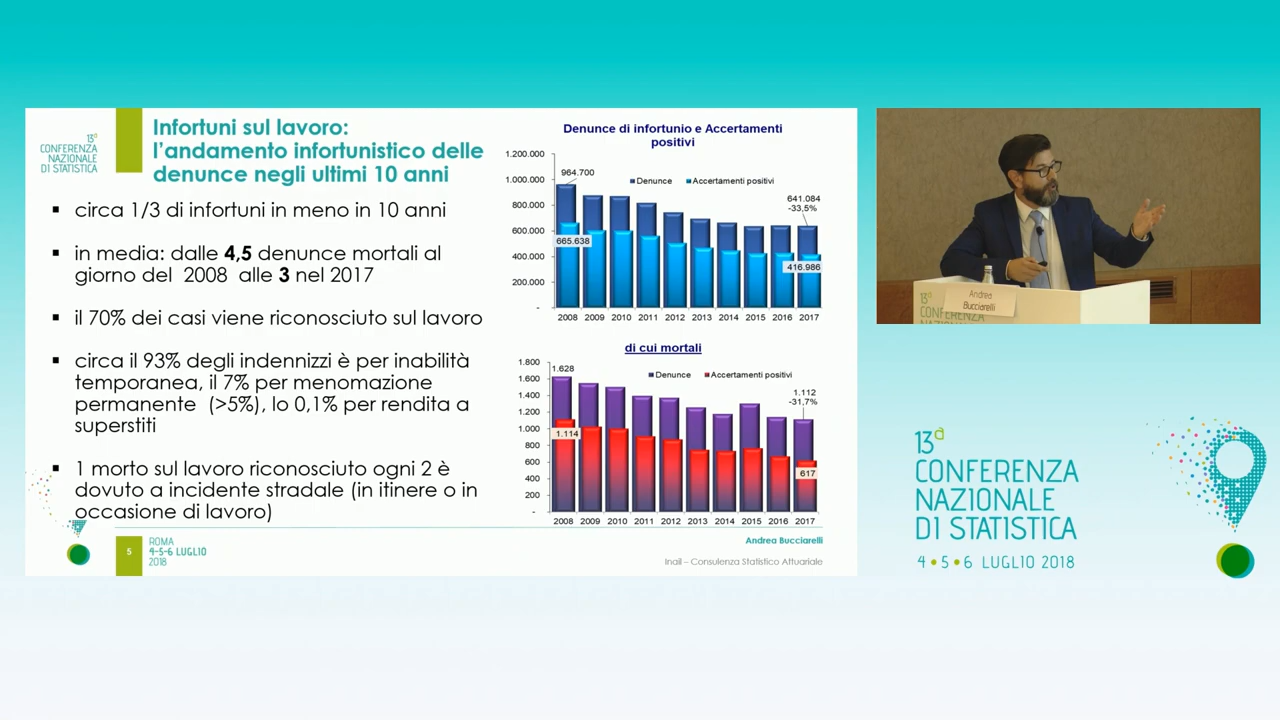 13ª
CONFERENZA
NAZIONALE
DI STATISTICA
Infortuni sul lavoro:
l'andamento infortunistico delle
denunce negli ultimi 10 anni
▪ circa 1/3 di infortuni in meno in 10 anni
▪ in media: dalle 4,5 denunce mortali al
giorno del 2008 alle 3 nel 2017
▪ il 70% dei casi viene riconosciuto sul lavoro
▪ circa il 93% degli indennizzi è per inabilità
temporanea, il 7% per menomazione
permanente (>5%), lo 0,1% per rendita a
superstiti
▪ 1 morto sul lavoro riconosciuto ogni 2 è
dovuto a incidente stradale (in itinere o in
occasione di lavoro)
Denunce di infortunio e Accertamenti
positivi
1.200.000
1.000.000
800.000
600.000
400.000
200.000
-
Denunce Accertamenti positivi
964.700
665.638
641.084
-33,5%
416.986
2008 2009 2010 2011 2012 2013 2014 2015 2016 2017
di cui mortali
1.800
1.600
1.400
1.200
1.000
800
600
400
200
-
Denunce Accertamenti positivi
1.628
1.114
1.112
-31,7%
617
2008 2009 2010 2011 2012 2013 2014 2015 2016 2017
5
ROMA
4-5-6 LUGLIO
2018
Andrea Bucciarelli
Inail – Consulenza Statistico Attuariale
Andrea
Bucciarelli
13ª
CONFERENZA
NAZIONALE
13ª
CONFERENZA
NAZIONALE
DI STATISTICA
4 • 5 • 6 LUGLIO 2018